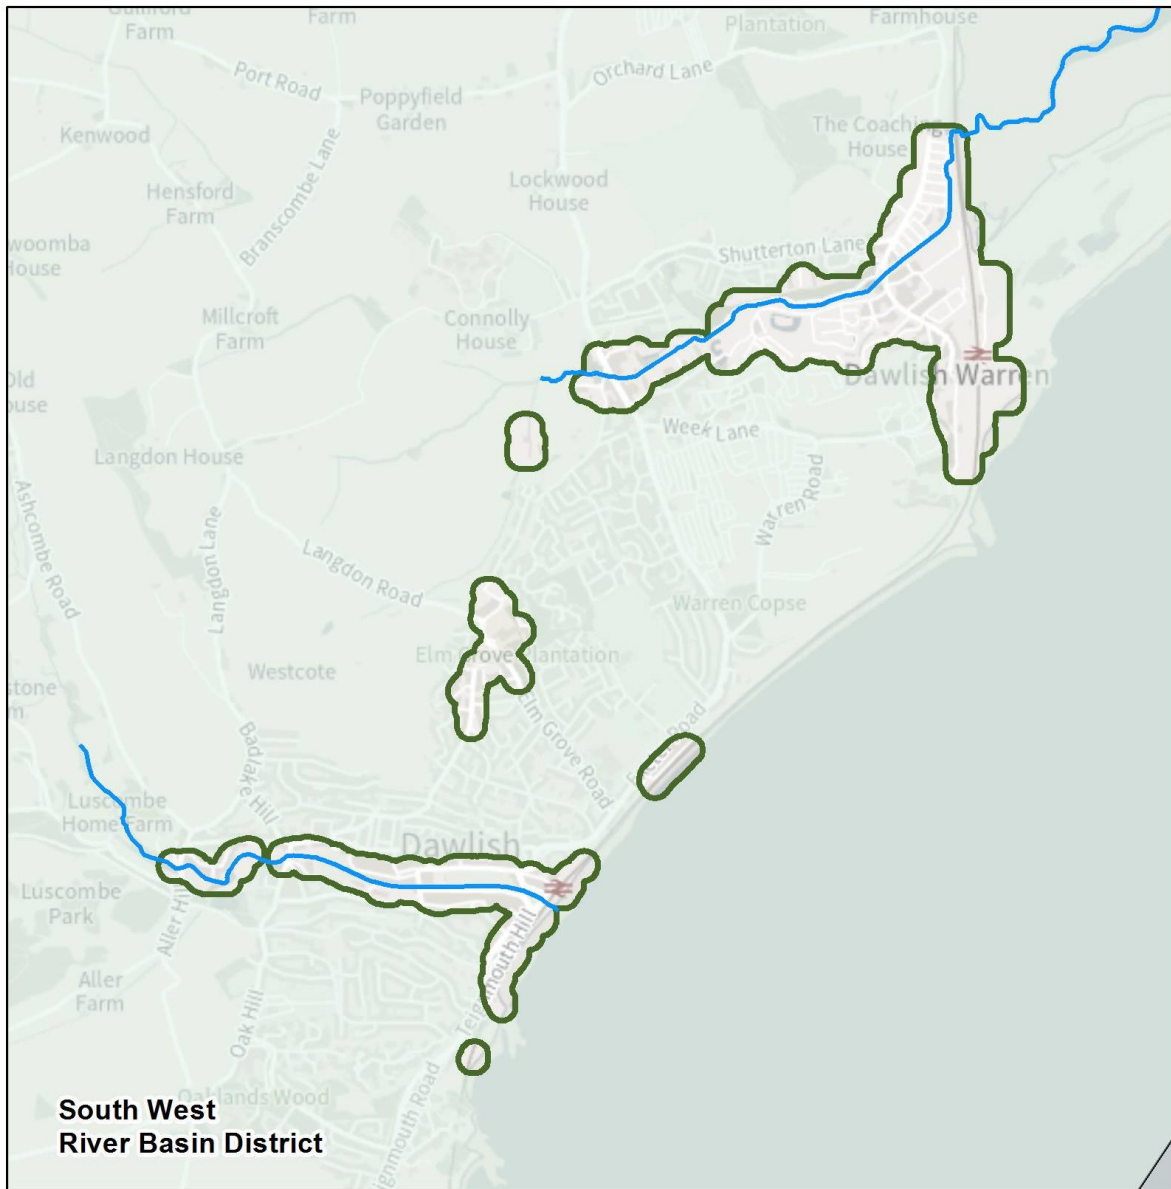 Farm
Farm
Plantation
Farmhouse
Port Road
Orchard Lane
Poppyfield
Garden
Kenwood
The Coaching
House
Branscombe Lane
Lockwood
House
Hensford
Farm
Shutterton Lane
House
Millcroft
Farm
Connolly
House
Old
Dawlish Warren
Week Lane
Langdon House
Warren Road
Ashcombe Road
Langdon Lane
Langdon Road
Warren Copse
Elm Grove Plantation
Westcote
Elm Grove Road
Road
Badlake Hill
Luscombe
Home Farm
Dawlish
Luscombe
Park
Aller Hill
Teignmouth Hill
Aller
Farm
Oak Hill
Oaklands Wood
Teignmouth Road
South West
River Basin District